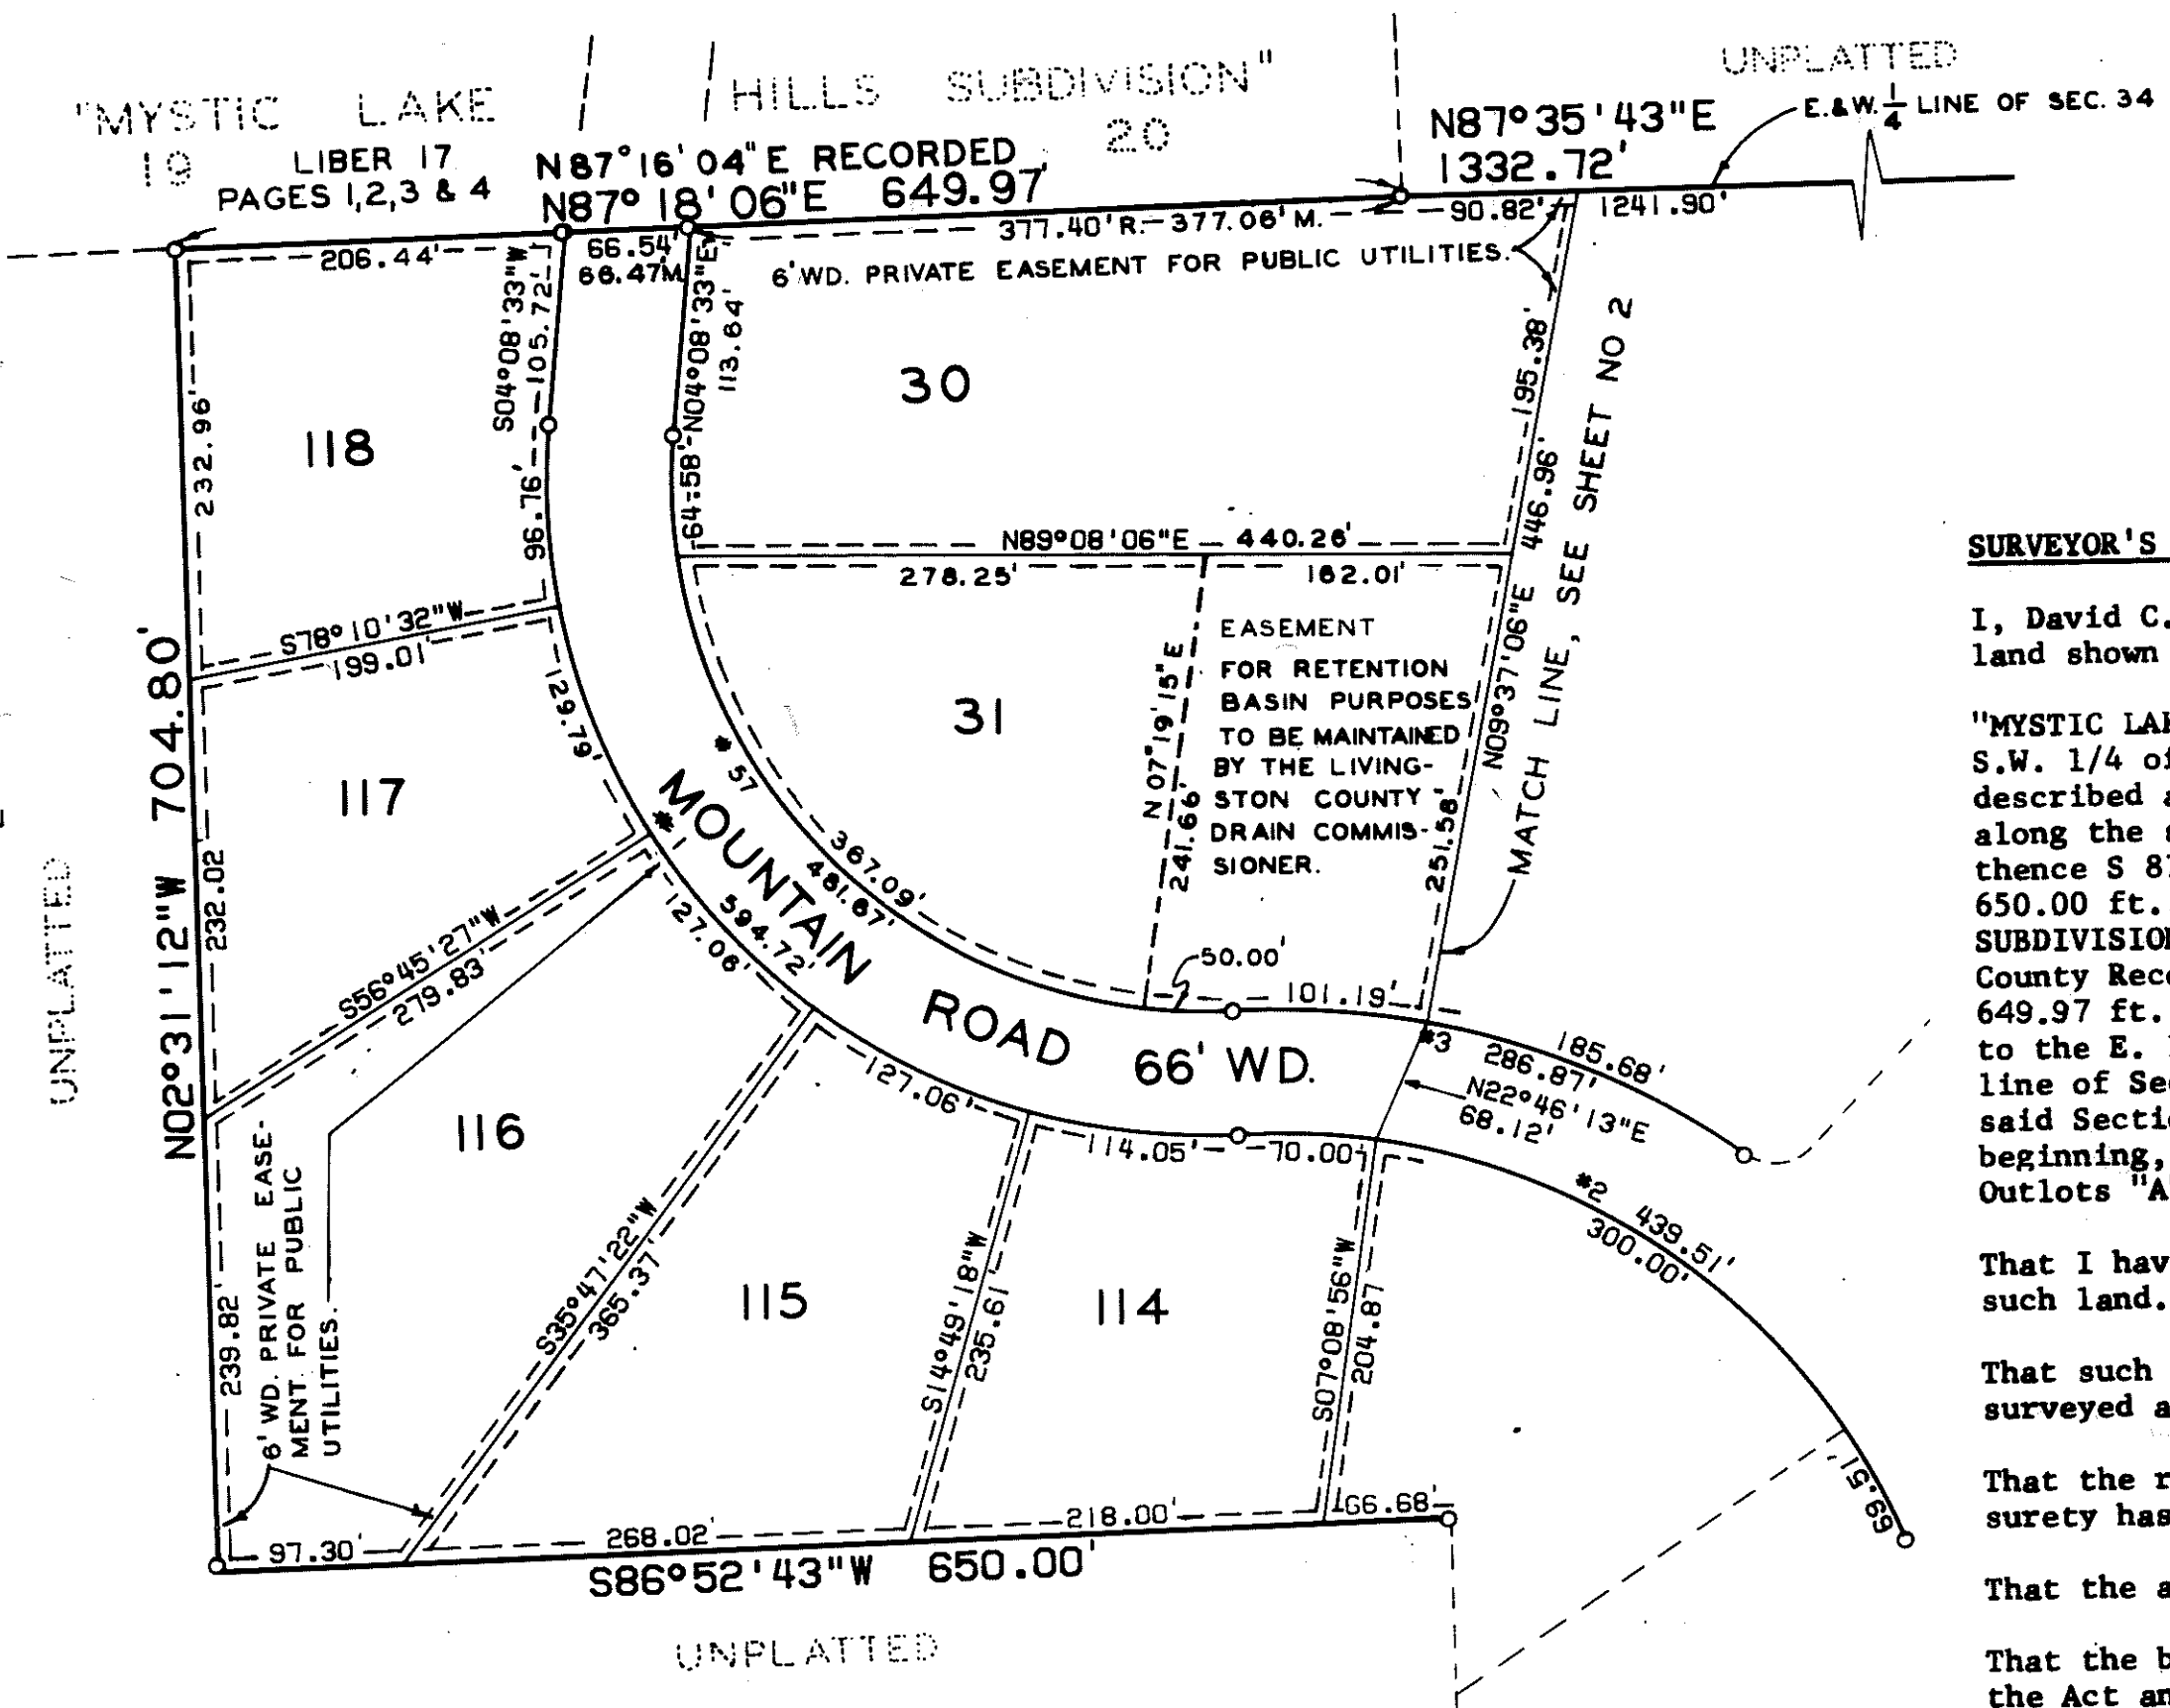 "MYSTIC LAKE HILLS SUBDIVISION"
UNPLATTED
19
20
LIBER 17
PAGES 1,2,3 & 4
N87°16'04"E RECORDED
N87°18'06"E 649.97'
N87°35'43"E
1332.72'
E.&W. 1/4 LINE OF SEC. 34
206.44'
66.54'
66.47'M.
377.40'R.-377.06'M.
90.82'
1241.90'
6'WD. PRIVATE EASEMENT FOR PUBLIC UTILITIES.
S04°08'33"W
105.72'
N04°08'33"E
113.64'
232.96'
118
96.76'
64.58'
30
195.38'
N89°08'06"E 440.26'
278.25'
162.01'
N09°37'06"E 446.96'
MATCH LINE, SEE SHEET NO 2
S78°10'32"W
199.01'
N02°31'12"W 704.80'
UNPLATTED
232.02
117
129.79'
31
#57
367.09'
481.67'
N07°19'15"E
241.66'
EASEMENT
FOR RETENTION
BASIN PURPOSES
TO BE MAINTAINED
BY THE LIVING-
STON COUNTY
DRAIN COMMIS-
SIONER.
251.58'
#1
MOUNTAIN ROAD 66' WD.
594.72'
S56°45'27"W
279.83'
127.06'
50.00'
101.19'
#3
185.68'
286.87'
N22°46'13"E
68.12'
116
127.06'
114.05'
70.00'
#2
439.51'
300.00'
69.51'
239.82'
6' WD. PRIVATE EASE-
MENT FOR PUBLIC
UTILITIES.
S35°47'22"W
365.37'
115
S14°49'18"W
235.61'
114
S07°08'56"W
204.87
97.30'
268.02'
218.00'
66.68'
S86°52'43"W 650.00'
UNPLATTED
SURVEYOR'S
I, David C.
land shown
"MYSTIC LA
S.W. 1/4 of
described a
along the s
thence S 87
650.00 ft.
SUBDIVISION
County Reco
649.97 ft.
to the E.
line of Se
said Secti
beginning,
Outlots "A
That I hav
such land.
That such
surveyed a
That the r
surety has
That the a
That the b
the Act an